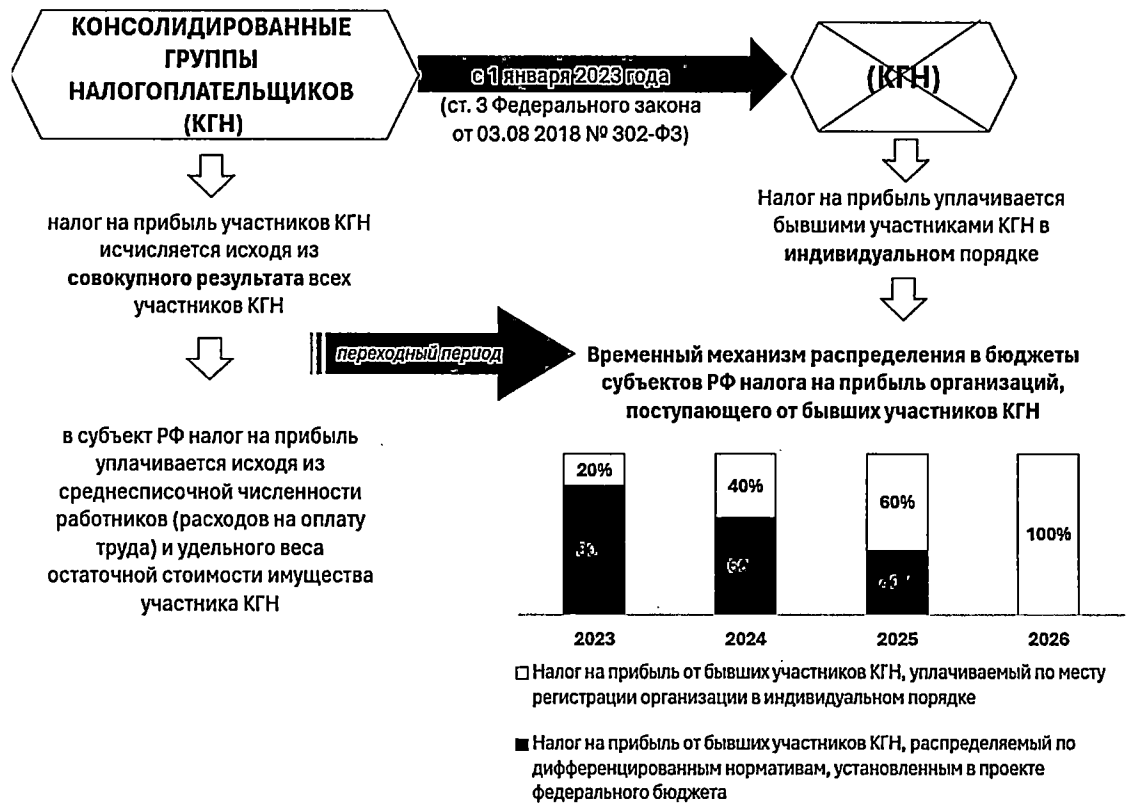 КОНСОЛИДИРОВАННЫЕ
ГРУППЫ
НАЛОГОПЛАТЕЛЬЩИКОВ
(КГН)
с 1 января 2023 года
(ст. 3 Федерального закона
от 03.08 2018 № 302-ФЗ)
(КГН)
налог на прибыль участников КГН
исчисляется исходя из
совокупного результата всех
участников КГН
Налог на прибыль уплачивается
бывшими участниками КГН в
индивидуальном порядке
переходный период
Временный механизм распределения в бюджеты
субъектов РФ налога на прибыль организаций,
поступающего от бывших участников КГН
в субъект РФ налог на прибыль
уплачивается исходя из
среднесписочной численности
работников (расходов на оплату
труда) и удельного веса
остаточной стоимости имущества
участника КГН
20%
40%
60%
100%
2023
2024
2025
2026
Налог на прибыль от бывших участников КГН, уплачиваемый по месту
регистрации организации в индивидуальном порядке
Налог на прибыль от бывших участников КГН, распределяемый по
дифференцированным нормативам, установленным в проекте
федерального бюджета